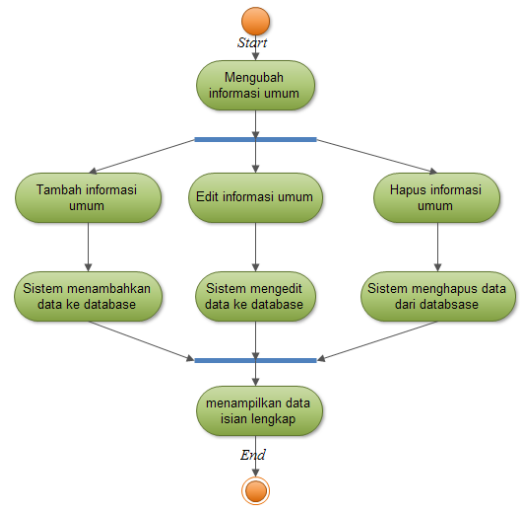 Start
Mengubah
informasi umum
Tambah informasi
umum
Edit informasi umum
Hapus informasi
umum
Sistem menambahkan
data ke database
Sistem mengedit
data ke database
Sistem menghapus data
dari databsase
menampilkan data
isian lengkap
End